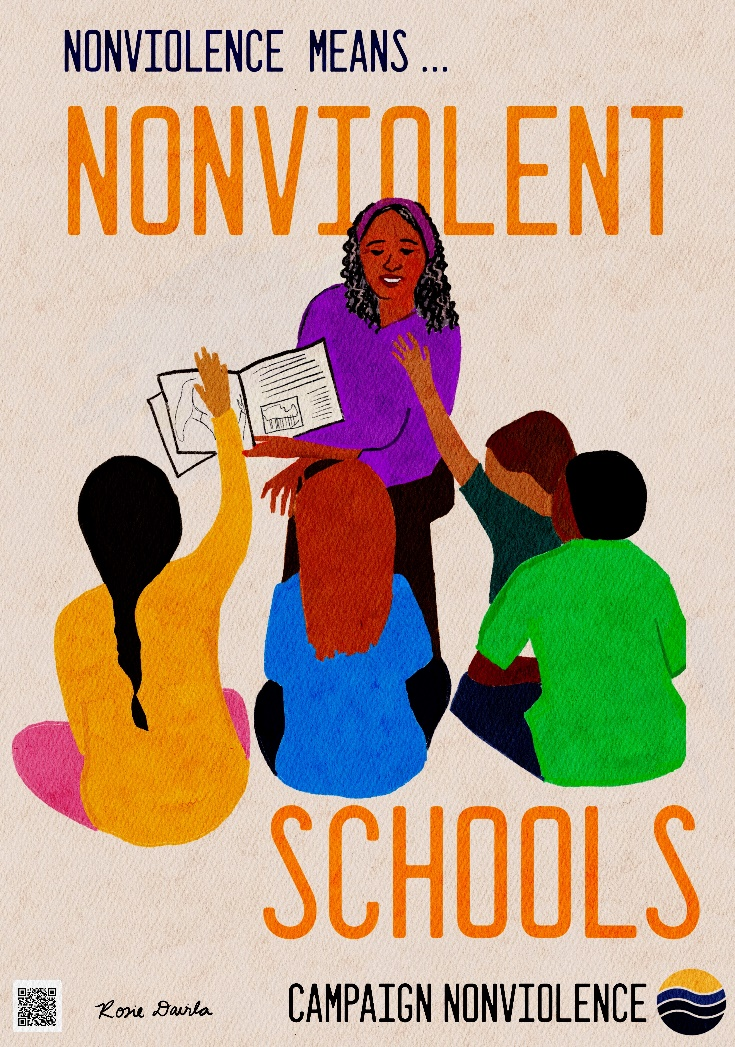 NONVIOLENCE MEANS ...
NONVIOLENT
SCHOOLS
Rosie Davila
CAMPAIGN NONVIOLENCE